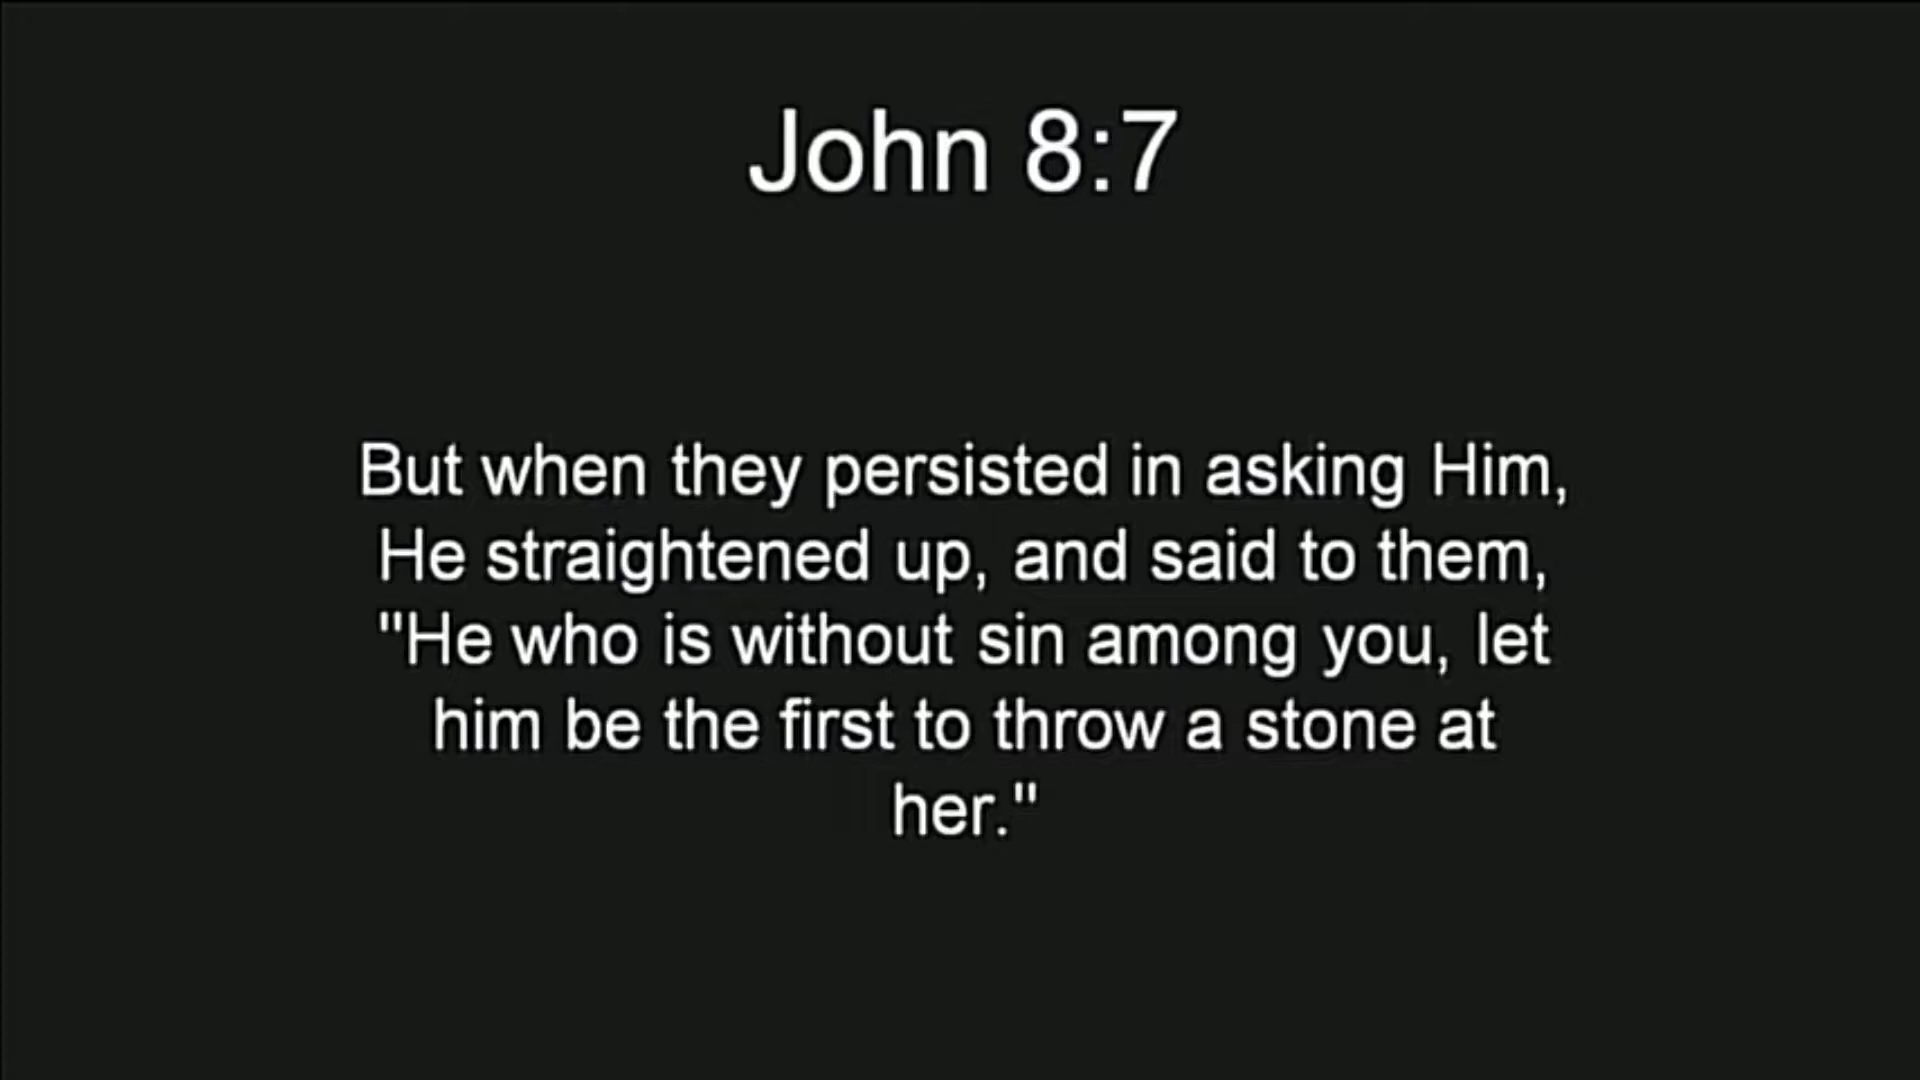 John 8:7
But when they persisted in asking Him,
He straightened up, and said to them,
"He who is without sin among you, let
him be the first to throw a stone at
her."